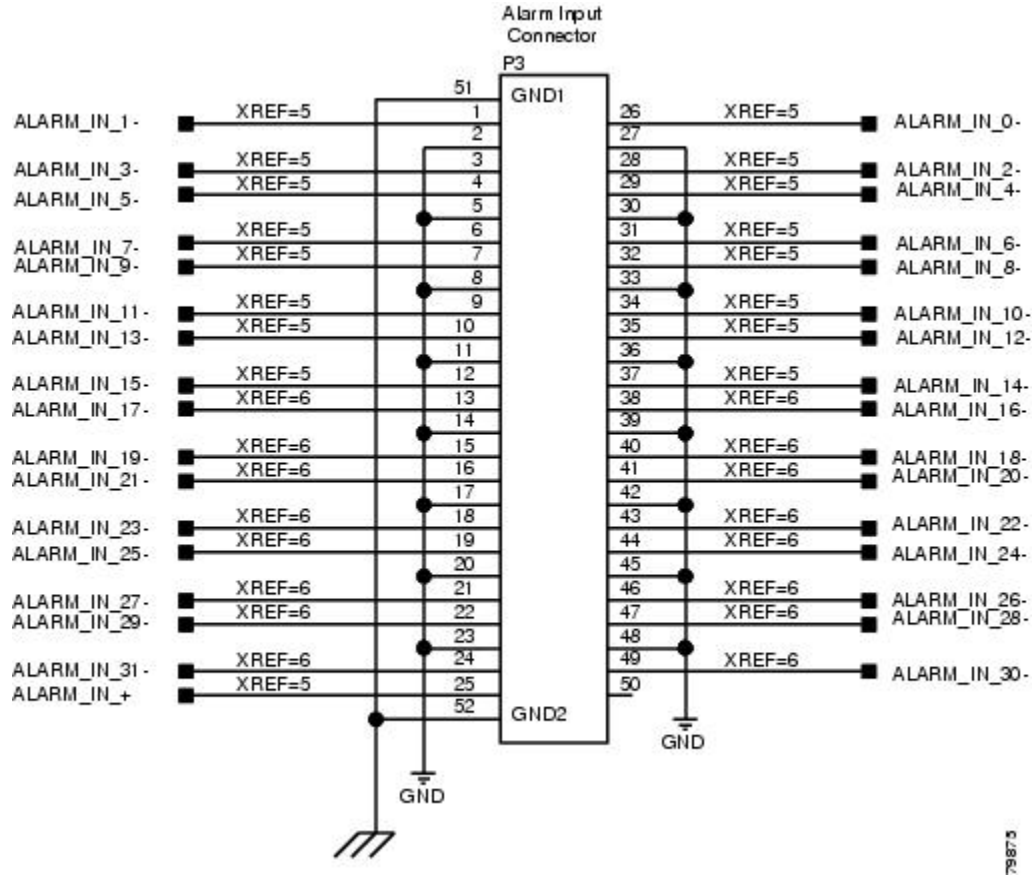 Alarm Input
Connector
P3
51
GND1
ALARM_IN_1-
XREF=5
1
26
XREF=5
ALARM_IN_0-
2
27
ALARM_IN_3-
XREF=5
3
28
XREF=5
ALARM_IN_2-
ALARM_IN_5-
XREF=5
4
29
XREF=5
ALARM_IN_4-
5
30
ALARM_IN_7-
XREF=5
6
31
XREF=5
ALARM_IN_6-
ALARM_IN_9-
XREF=5
7
32
XREF=5
ALARM_IN_8-
8
33
ALARM_IN_11-
XREF=5
9
34
XREF=5
ALARM_IN_10-
ALARM_IN_13-
XREF=5
10
35
XREF=5
ALARM_IN_12-
11
36
ALARM_IN_15-
XREF=5
12
37
XREF=5
ALARM_IN_14-
ALARM_IN_17-
XREF=6
13
38
XREF=6
ALARM_IN_16-
14
39
ALARM_IN_19-
XREF=6
15
40
XREF=6
ALARM_IN_18-
ALARM_IN_21-
XREF=6
16
41
XREF=6
ALARM_IN_20-
17
42
ALARM_IN_23-
XREF=6
18
43
XREF=6
ALARM_IN_22-
ALARM_IN_25-
XREF=6
19
44
XREF=6
ALARM_IN_24-
20
45
ALARM_IN_27-
XREF=6
21
46
XREF=6
ALARM_IN_26-
ALARM_IN_29-
XREF=6
22
47
XREF=6
ALARM_IN_28-
23
48
ALARM_IN_31-
XREF=6
24
49
XREF=6
ALARM_IN_30-
ALARM_IN_+
XREF=5
25
50
52
GND2
GND
GND
79875